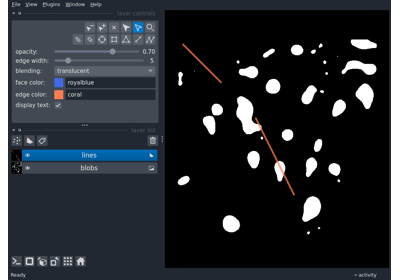 File View Plugins Window Help
layer controls
opacity: 0.70
edge width: 5
blending: translucent
face color: royalblue
edge color: coral
display text:
layer list
lines
blobs
Ready
activity